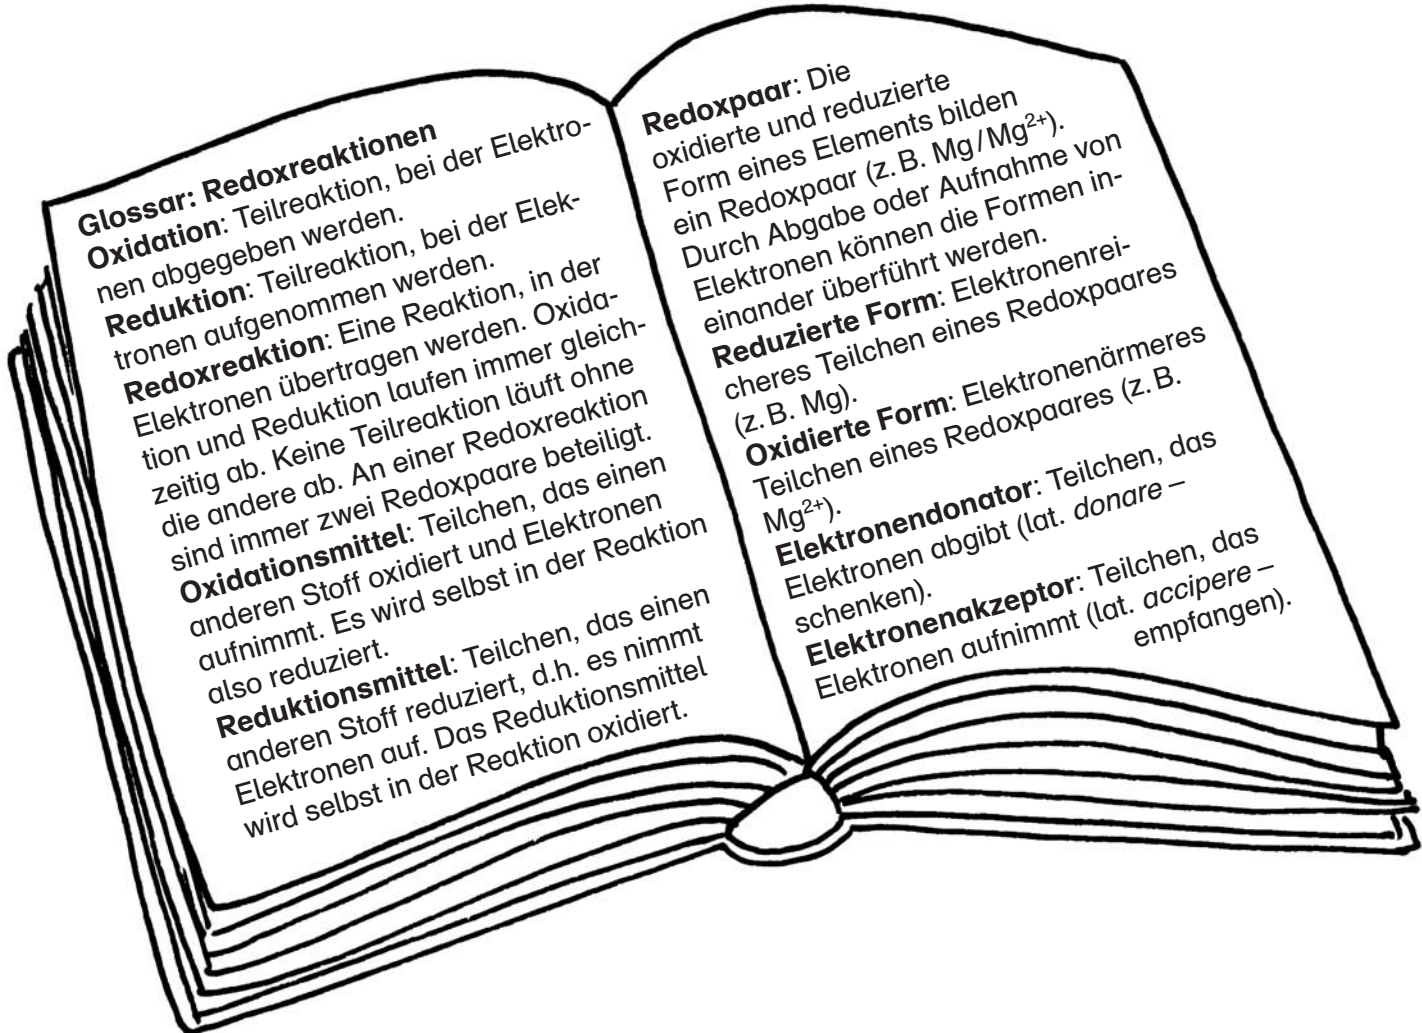 Glossar: Redoxreaktionen
Oxidation: Teilreaktion, bei der Elektro-
nen abgegeben werden.
Reduktion: Teilreaktion, bei der Elek-
tronen aufgenommen werden.
Redoxreaktion: Eine Reaktion, in der
Elektronen übertragen werden. Oxida-
tion und Reduktion laufen immer gleich-
zeitig ab. Keine Teilreaktion läuft ohne
die andere ab. An einer Redoxreaktion
sind immer zwei Redoxpaare beteiligt.
Oxidationsmittel: Teilchen, das einen
anderen Stoff oxidiert und Elektronen
aufnimmt. Es wird selbst in der Reaktion
also reduziert.
Reduktionsmittel: Teilchen, das einen
anderen Stoff reduziert, d.h. es nimmt
Elektronen auf. Das Reduktionsmittel
wird selbst in der Reaktion oxidiert.
Redoxpaar: Die
oxidierte und reduzierte
Form eines Elements bilden
ein Redoxpaar (z. B. Mg / Mg²⁺).
Durch Abgabe oder Aufnahme von
Elektronen können die Formen in-
einander überführt werden.
Reduzierte Form: Elektronenrei-
cheres Teilchen eines Redoxpaares
(z. B. Mg).
Oxidierte Form: Elektronenärmeres
Teilchen eines Redoxpaares (z. B.
Mg²⁺).
Elektronendonator: Teilchen, das
Elektronen abgibt (lat. donare –
schenken).
Elektronenakzeptor: Teilchen, das
Elektronen aufnimmt (lat. accipere –
empfangen).